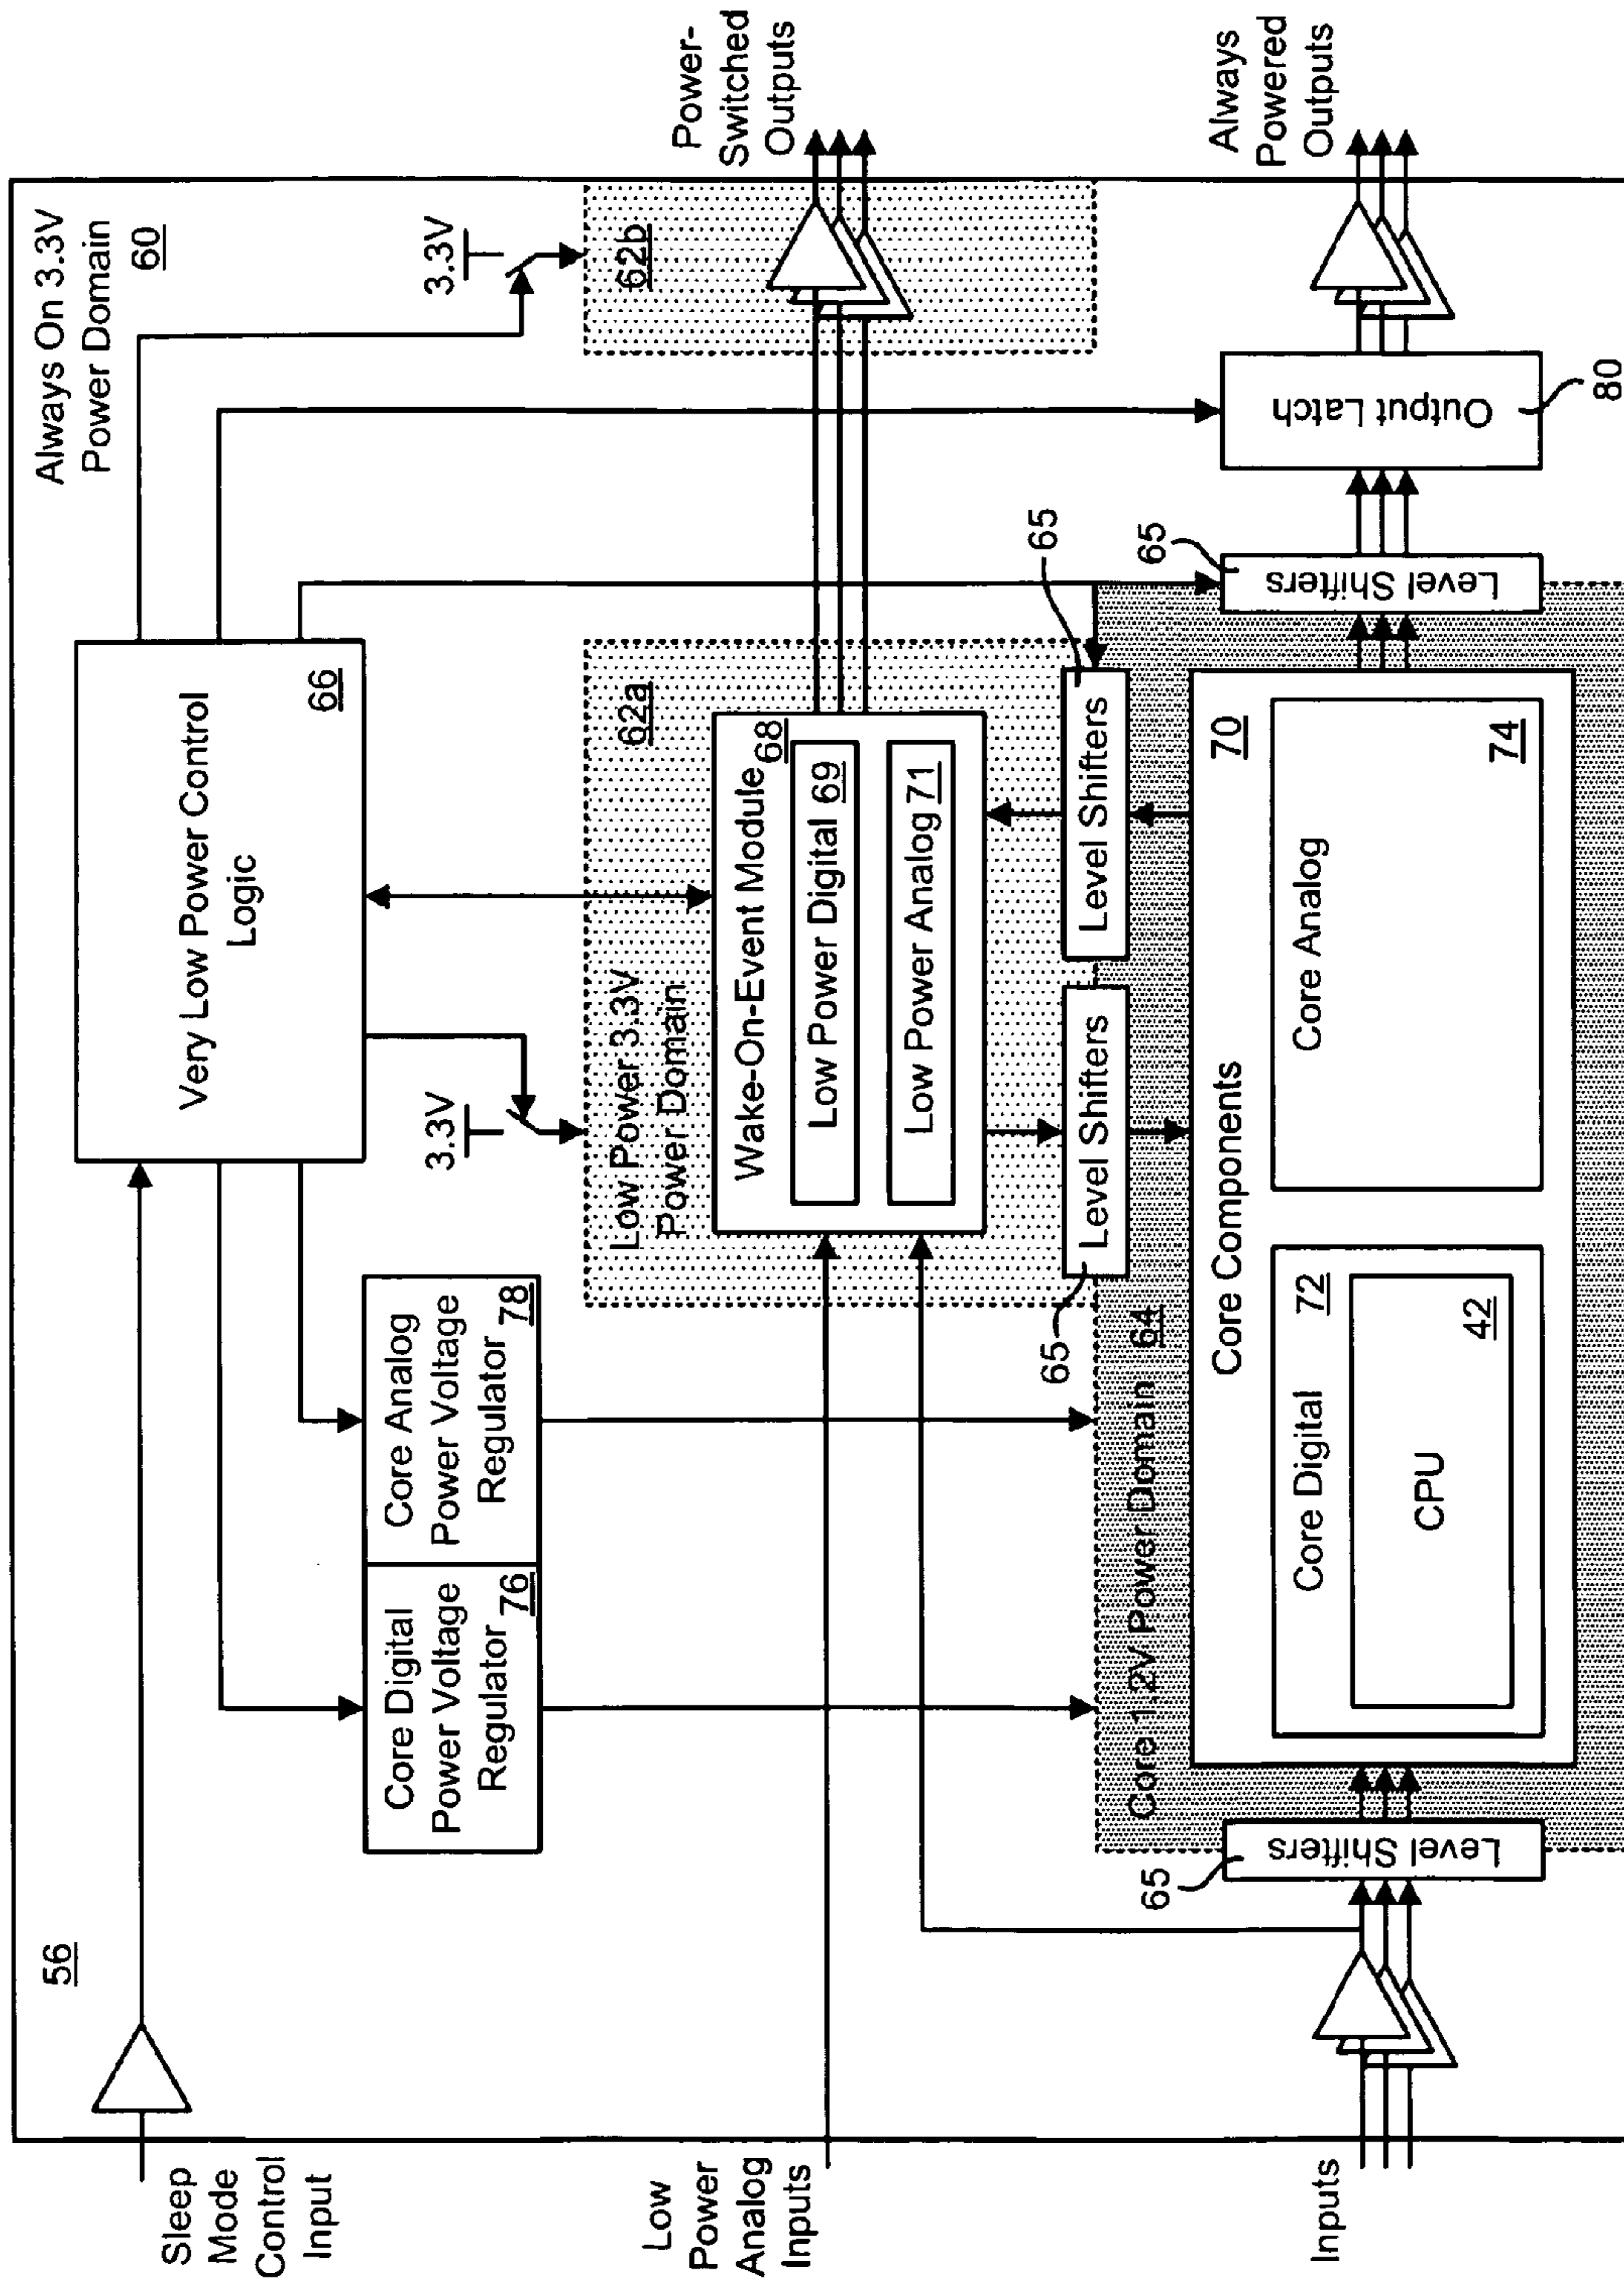 56
Always On 3.3V
Power Domain
60
Sleep
Mode
Control
Input
Very Low Power Control
Logic
66
Core Digital
Power Voltage
Regulator 76
Core Analog
Power Voltage
Regulator 78
3.3V
3.3V
Low Power 3.3V
Power Domain
62a
62b
Power-
Switched
Outputs
Low
Power
Analog
Inputs
Wake-On-Event Module
68
Low Power Digital 69
Low Power Analog 71
65
Level Shifters
Level Shifters
65
Core 1.2V Power Domain 64
65
Level Shifters
Core Components
70
Core Digital
72
CPU
42
Core Analog
74
65
Level Shifters
Output Latch
80
Inputs
Always
Powered
Outputs